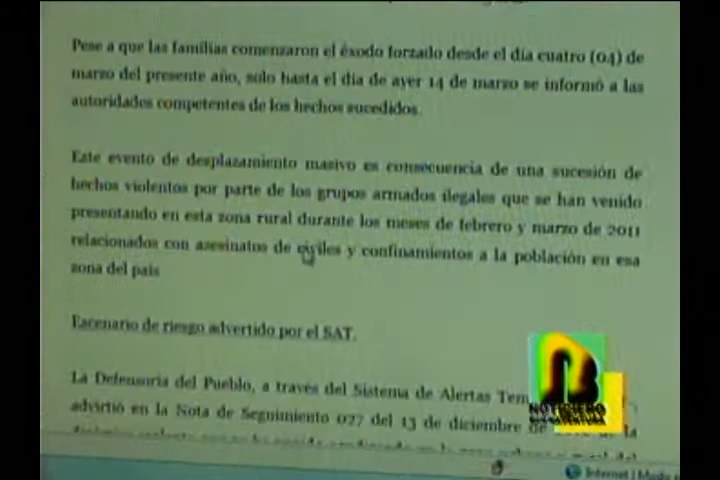 Pese a que las familias comenzaron el éxodo forzado desde el día cuatro (04) de
marzo del presente año, solo hasta el día de ayer 14 de marzo se informó a las
autoridades competentes de los hechos sucedidos.
Este evento de desplazamiento masivo es consecuencia de una sucesión de
hechos violentos por parte de los grupos armados ilegales que se han venido
presentando en esta zona rural durante los meses de febrero y marzo de 2011
relacionados con asesinatos de civiles y confinamientos a la población en esa
zona del país
Escenario de riesgo advertido por el SAT.
La Defensoría del Pueblo, a través del Sistema de Alertas
advirtió en la Nota de Seguimiento 027 del 13 de diciembre de la
NOTICIERO
Internet